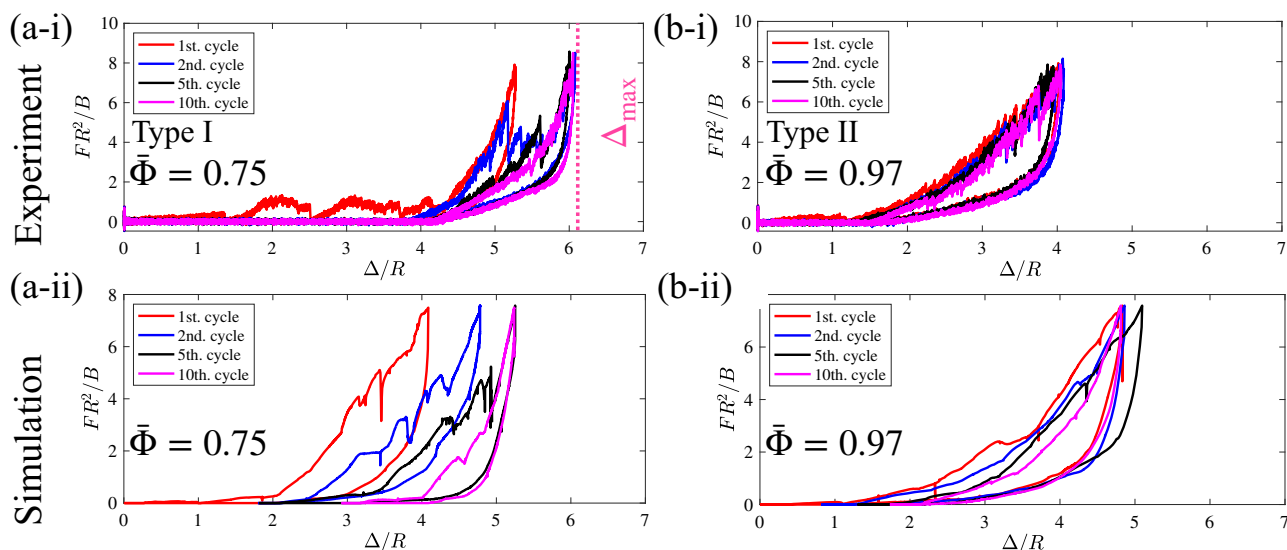 Experiment
(a-i)
10
8
6
4
2
0
FR²/B
1st. cycle
2nd. cycle
5th. cycle
10th. cycle
Type I
Φ̄ = 0.75
Δmax
0 1 2 3 4 5 6 7
Δ/R
(b-i)
10
8
6
4
2
0
FR²/B
1st. cycle
2nd. cycle
5th. cycle
10th. cycle
Type II
Φ̄ = 0.97
0 1 2 3 4 5 6 7
Δ/R
Simulation
(a-ii)
8
6
4
2
0
FR²/B
1st. cycle
2nd. cycle
5th. cycle
10th. cycle
Φ̄ = 0.75
0 1 2 3 4 5 6 7
Δ/R
(b-ii)
6
4
2
0
FR²/B
1st. cycle
2nd. cycle
5th. cycle
10th. cycle
Φ̄ = 0.97
0 1 2 3 4 5 6 7
Δ/R